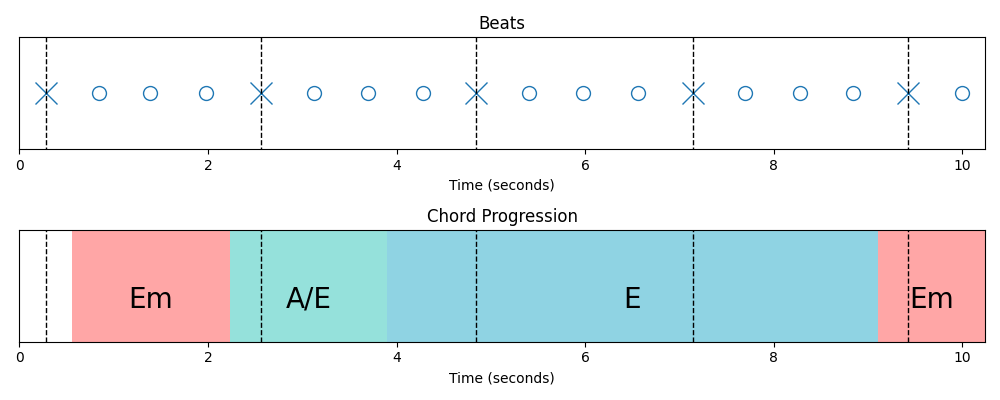 Beats
0 2 4 6 8 10
Time (seconds)
Chord Progression
Em A/E E Em
0 2 4 6 8 10
Time (seconds)